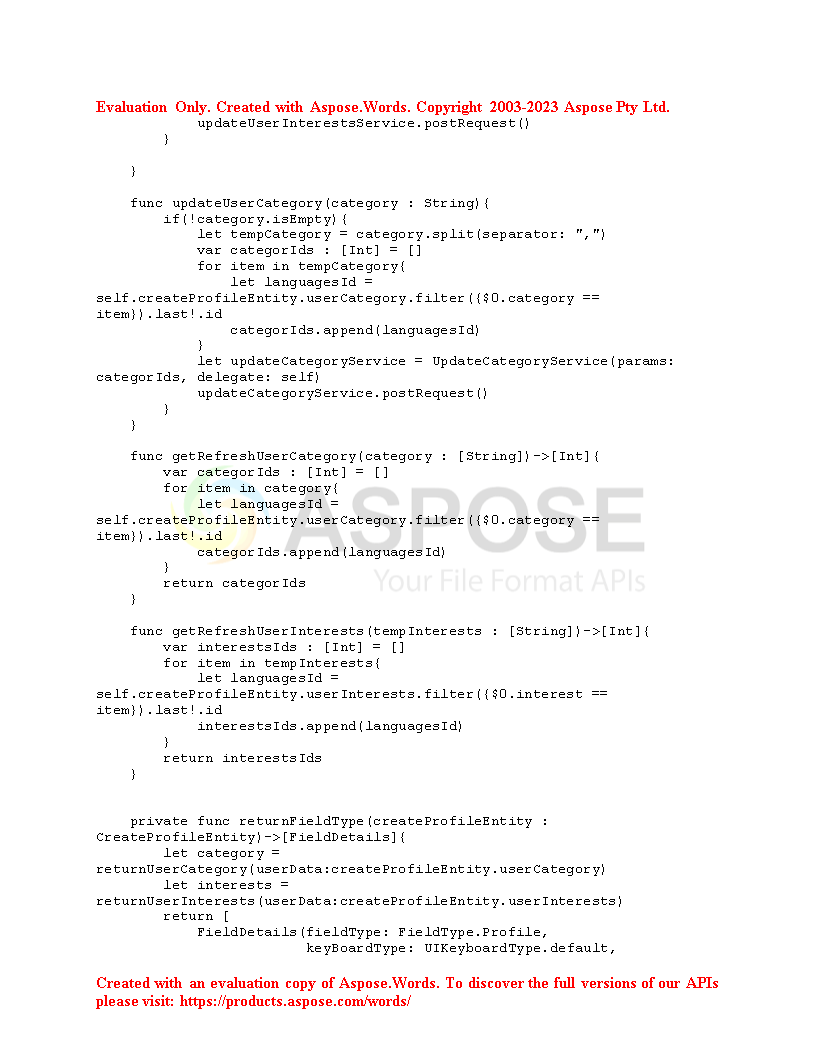 Evaluation Only. Created with Aspose.Words. Copyright 2003-2023 Aspose Pty Ltd.
            updateUserInterestsService.postRequest()
        }

    }

    func updateUserCategory(category : String){
        if(!category.isEmpty){
            let tempCategory = category.split(separator: ",")
            var categorIds : [Int] = []
            for item in tempCategory{
                let languagesId =
self.createProfileEntity.userCategory.filter({$0.category ==
item}).last!.id
                categorIds.append(languagesId)
            }
            let updateCategoryService = UpdateCategoryService(params:
categorIds, delegate: self)
            updateCategoryService.postRequest()
        }
    }

    func getRefreshUserCategory(category : [String])->[Int]{
        var categorIds : [Int] = []
        for item in category{
            let languagesId =
self.createProfileEntity.userCategory.filter({$0.category ==
item}).last!.id
            categorIds.append(languagesId)
        }
        return categorIds
    }

    func getRefreshUserInterests(tempInterests : [String])->[Int]{
        var interestsIds : [Int] = []
        for item in tempInterests{
            let languagesId =
self.createProfileEntity.userInterests.filter({$0.interest ==
item}).last!.id
            interestsIds.append(languagesId)
        }
        return interestsIds
    }


    private func returnFieldType(createProfileEntity :
CreateProfileEntity)->[FieldDetails]{
        let category =
returnUserCategory(userData:createProfileEntity.userCategory)
        let interests =
returnUserInterests(userData:createProfileEntity.userInterests)
        return [
            FieldDetails(fieldType: FieldType.Profile,
                         keyBoardType: UIKeyboardType.default,
ASPOSE
Your File Format APIs
Created with an evaluation copy of Aspose.Words. To discover the full versions of our APIs
please visit: https://products.aspose.com/words/